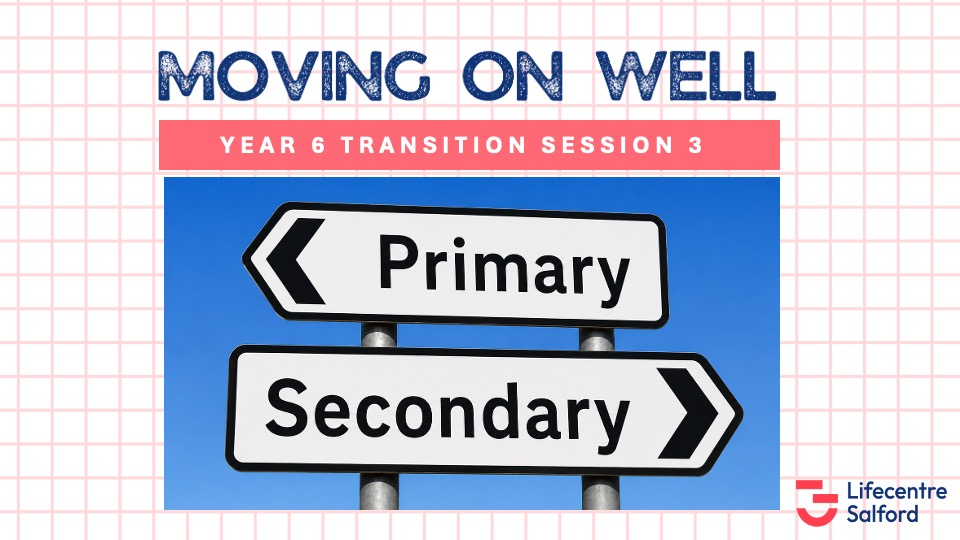 MOVING ON WELL
YEAR 6 TRANSITION SESSION 3
Primary
Secondary
Lifecentre
Salford